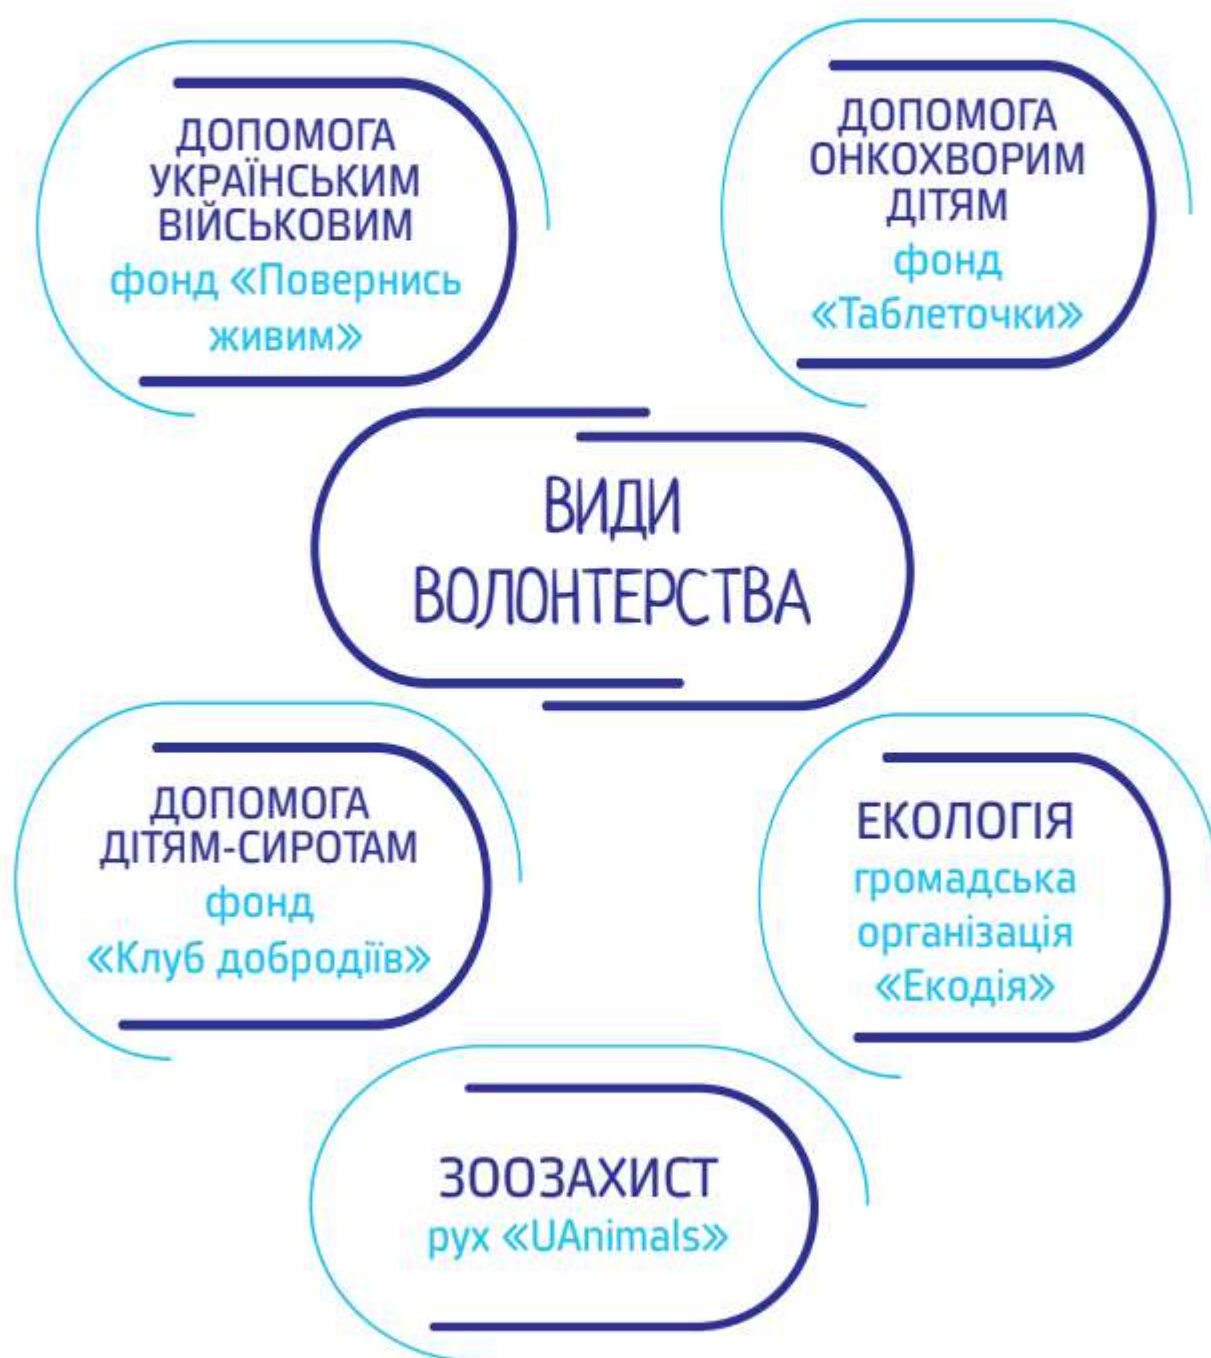 ДОПОМОГА
УКРАЇНСЬКИМ
ВІЙСЬКОВИМ
фонд «Повернись
живим»
ДОПОМОГА
ОНКОХВОРИМ
ДІТЯМ
фонд
«Таблеточки»
ВИДИ
ВОЛОНТЕРСТВА
ДОПОМОГА
ДІТЯМ-СИРОТАМ
фонд
«Клуб добродіїв»
ЕКОЛОГІЯ
громадська
організація
«Екодія»
ЗООЗАХИСТ
рух «UAnimals»